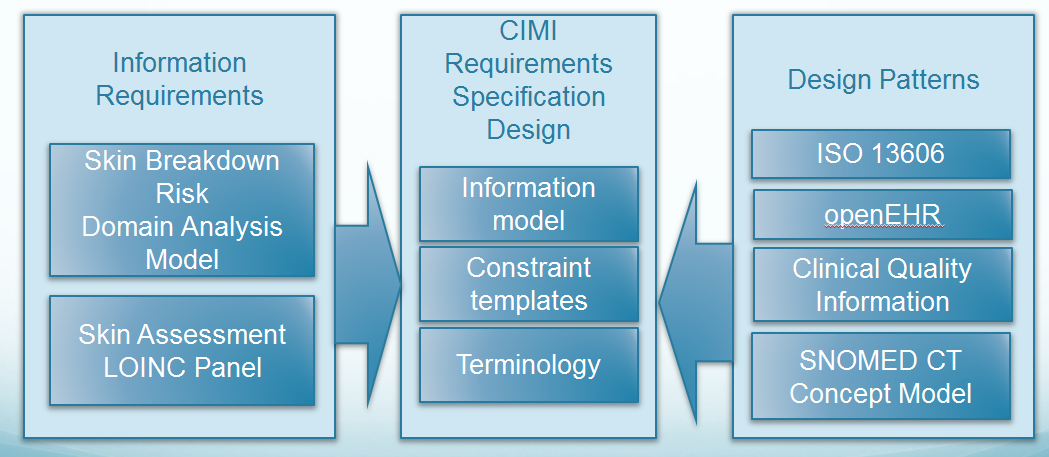 Information
Requirements
Skin Breakdown
Risk
Domain Analysis
Model
Skin Assessment
LOINC Panel
CIMI
Requirements
Specification
Design
Information
model
Constraint
templates
Terminology
Design Patterns
ISO 13606
openEHR
Clinical Quality
Information
SNOMED CT
Concept Model